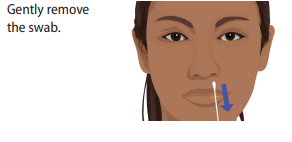 Gently remove
the swab.